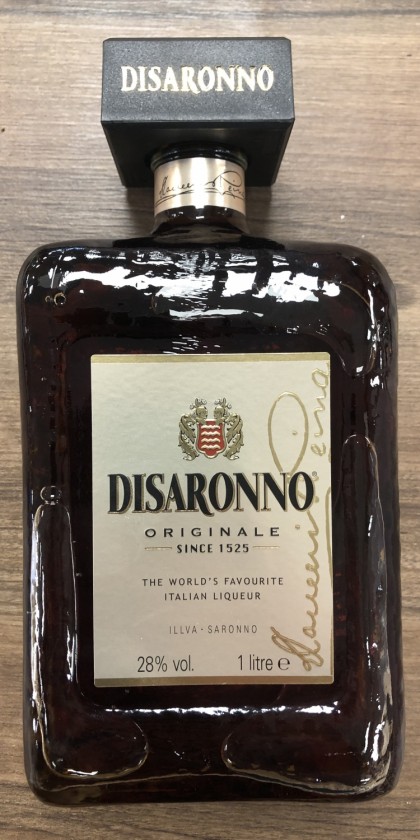 DISARONNO
DISARONNO
ORIGINALE
SINCE 1525
THE WORLD'S FAVOURITE
ITALIAN LIQUEUR
ILLVA · SARONNO
28% vol. 1 litre ℮